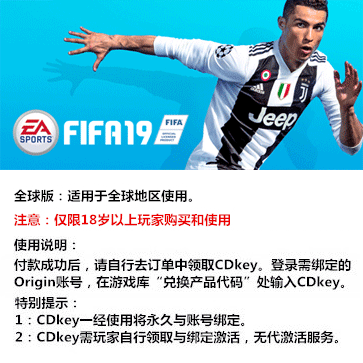 Jeep
EA
SPORTS
FIFA19
FIFA
OFFICIAL
LICENSED
PRODUCT
全球版：适用于全球地区使用。
注意：仅限18岁以上玩家购买和使用
使用说明：
付款成功后，请自行去订单中领取CDkey。登录需绑定的
Origin账号，在游戏库“兑换产品代码”处输入CDkey。
特别提示：
1：CDkey一经使用将永久与账号绑定。
2：CDkey需玩家自行领取与绑定激活，无代激活服务。